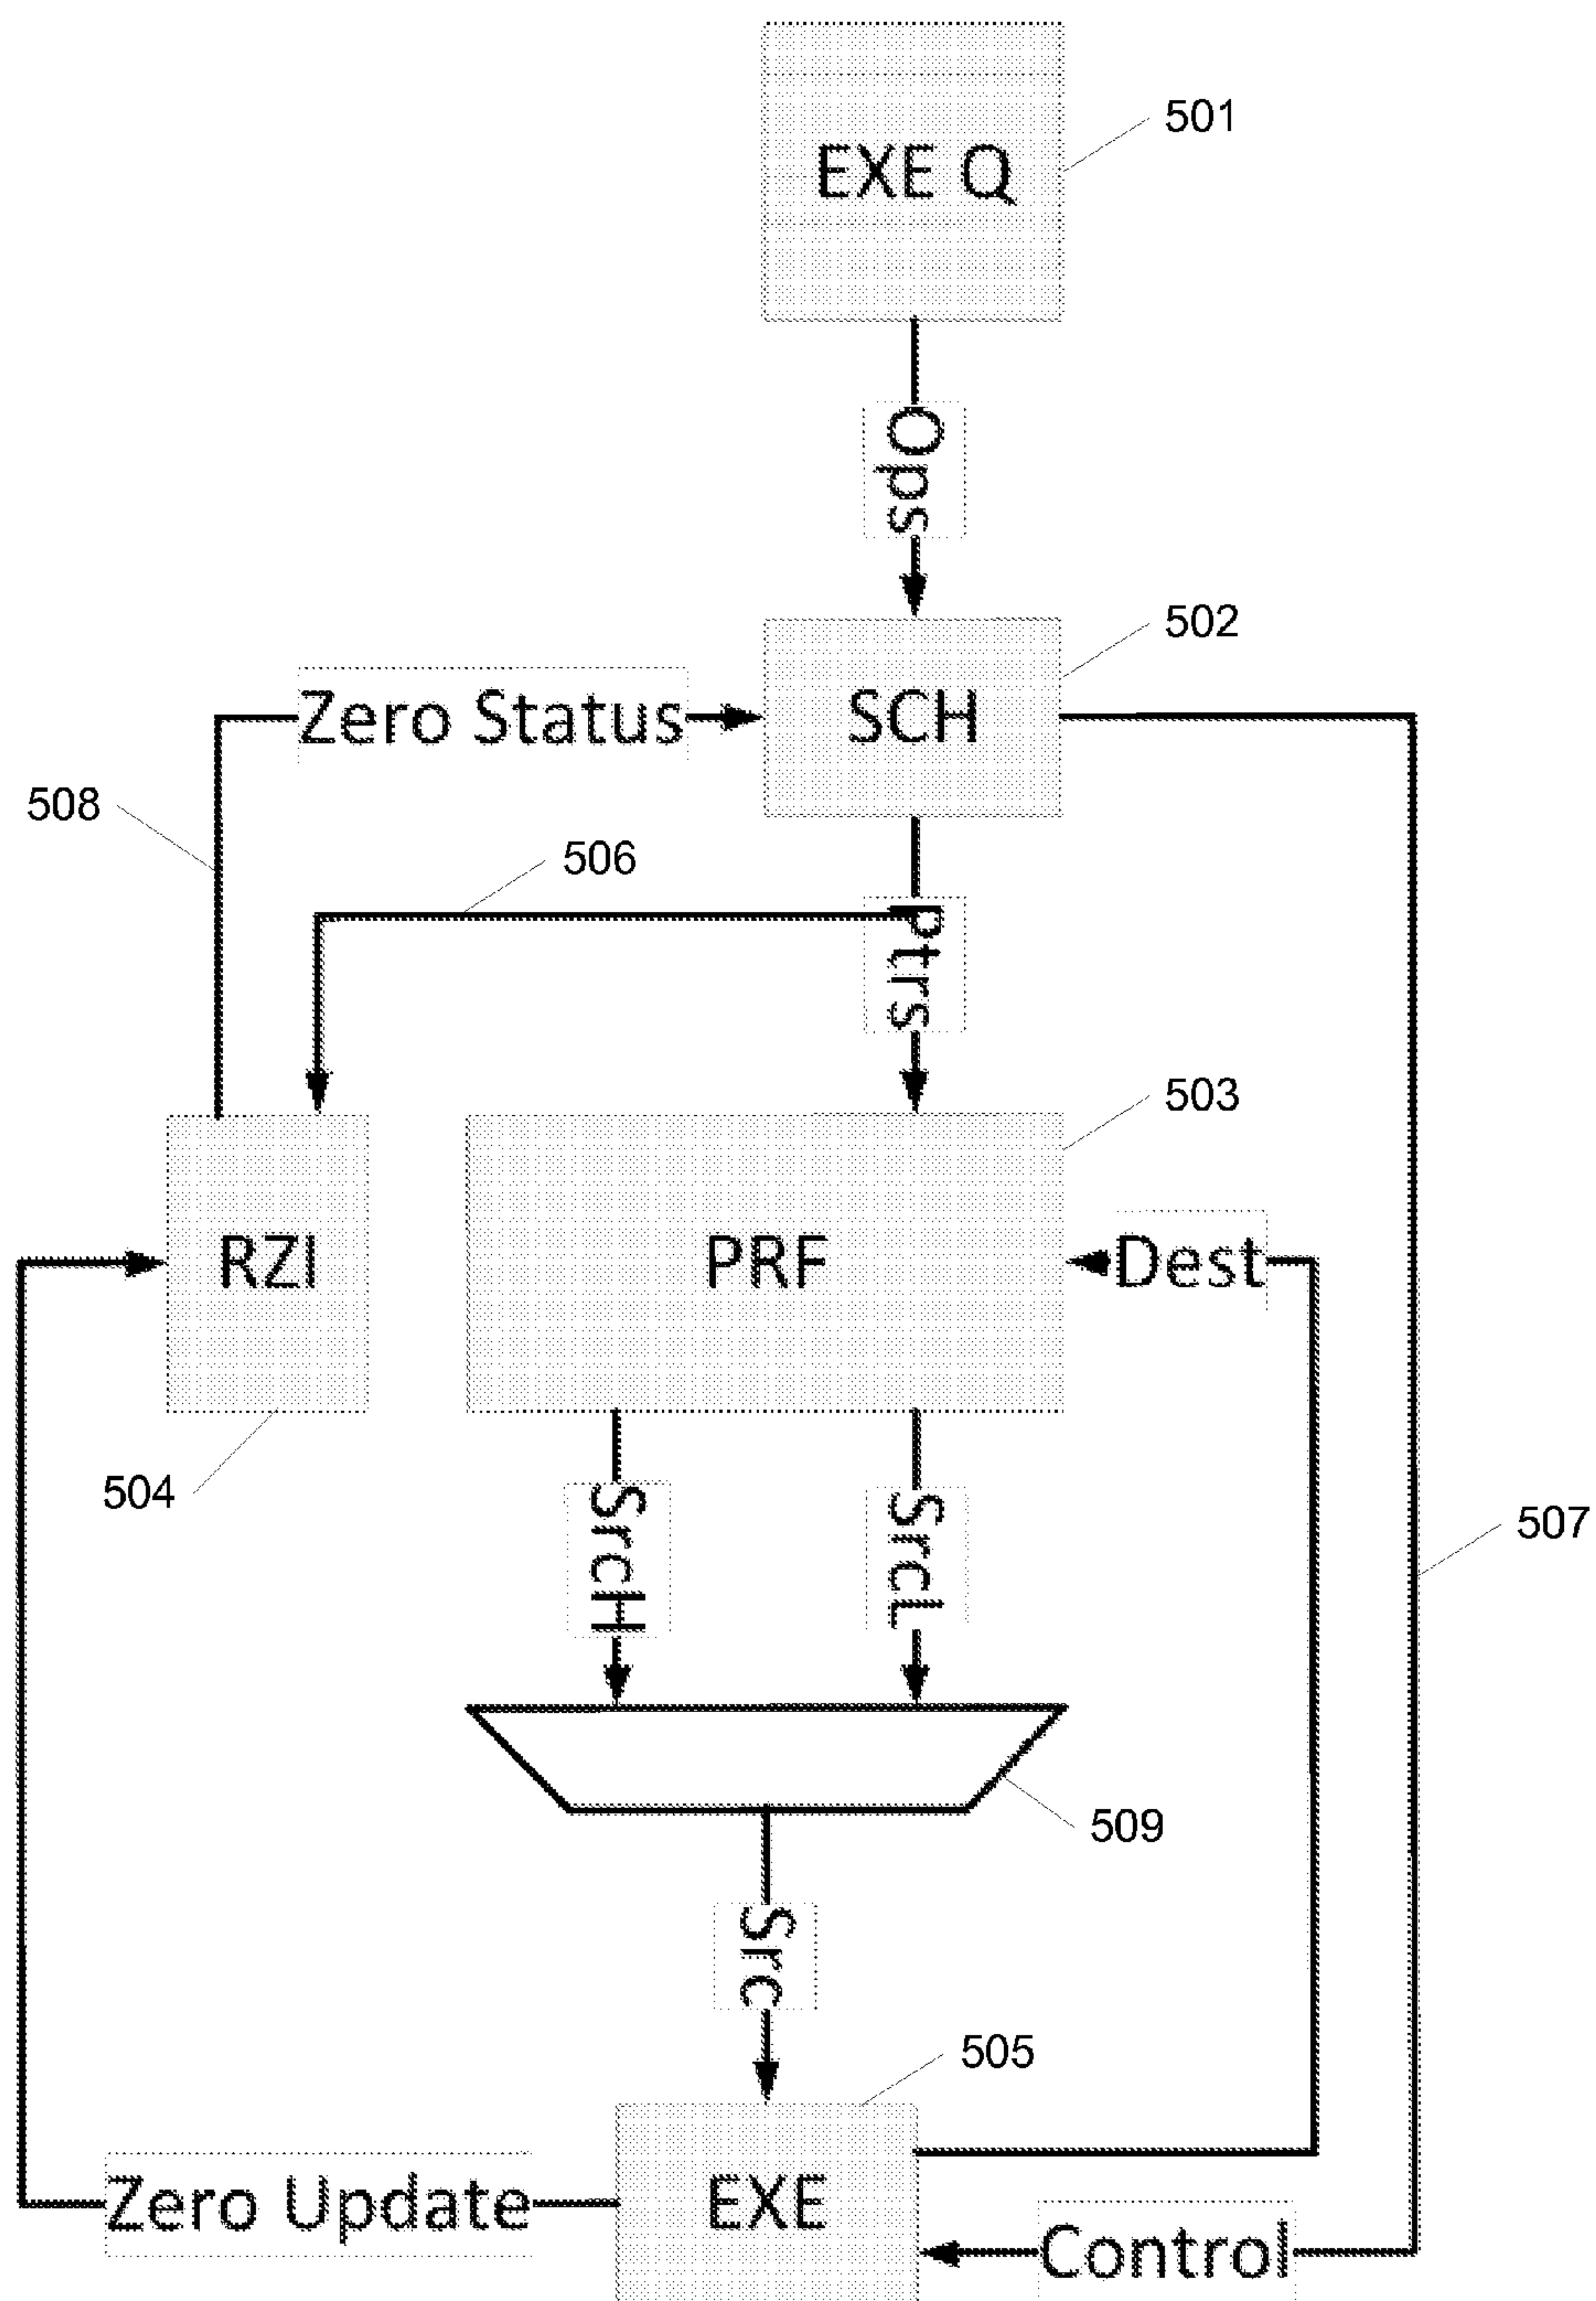 501
EXE Q
Ops
502
Zero Status
SCH
508
506
Ptrs
503
RZI
PRF
Dest
504
SrcH
SrcL
507
509
Src
505
Zero Update
EXE
Control